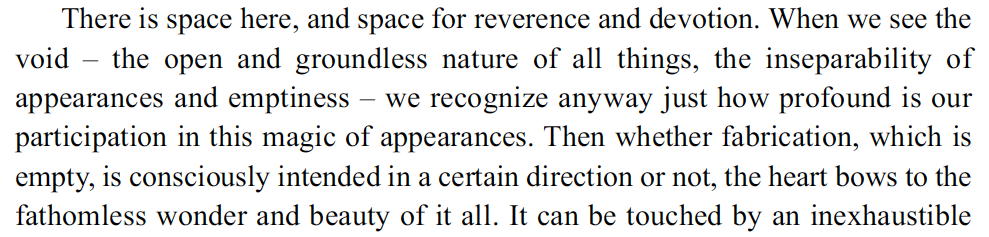 There is space here, and space for reverence and devotion. When we see the
void – the open and groundless nature of all things, the inseparability of
appearances and emptiness – we recognize anyway just how profound is our
participation in this magic of appearances. Then whether fabrication, which is
empty, is consciously intended in a certain direction or not, the heart bows to the
fathomless wonder and beauty of it all. It can be touched by an inexhaustible